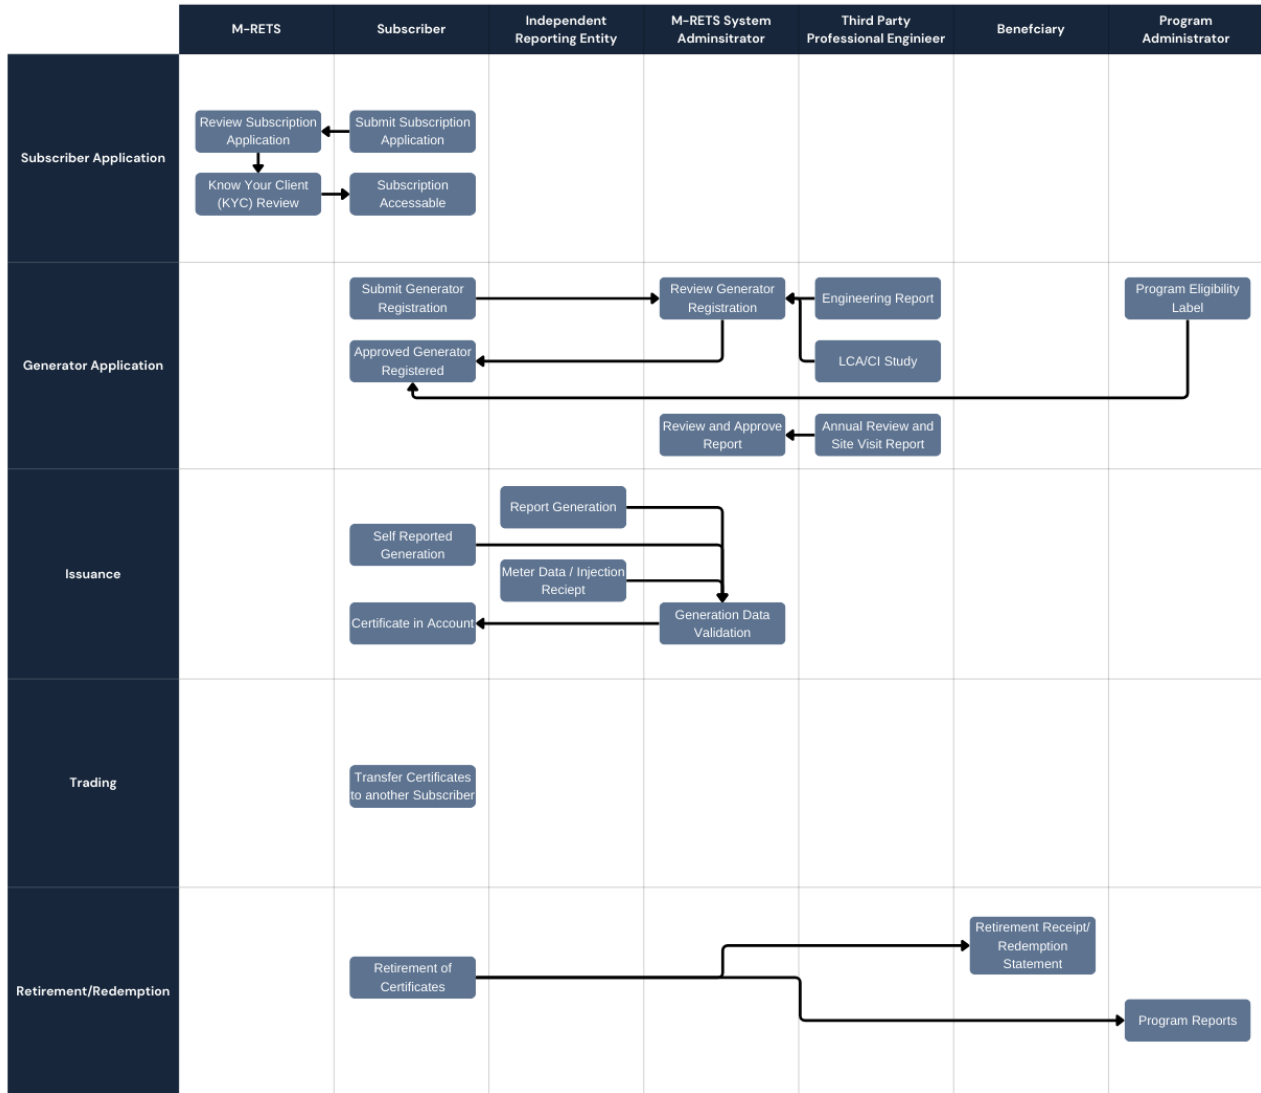 M-RETS
Subscriber
Independent
Reporting Entity
M-RETS System
Adminsitrator
Third Party
Professional Enginieer
Benefciary
Program
Administrator
Subscriber Application
Review Subscription
Application
Submit Subscription
Application
Know Your Client
(KYC) Review
Subscription
Accessable
Generator Application
Submit Generator
Registration
Review Generator
Registration
Engineering Report
Program Eligibility
Label
Approved Generator
Registered
LCA/CI Study
Review and Approve
Report
Annual Review and
Site Visit Report
Issuance
Report Generation
Self Reported
Generation
Meter Data / Injection
Reciept
Certificate in Account
Generation Data
Validation
Trading
Transfer Certificates
to another Subscriber
Retirement/Redemption
Retirement of
Certificates
Retirement Receipt/
Redemption
Statement
Program Reports